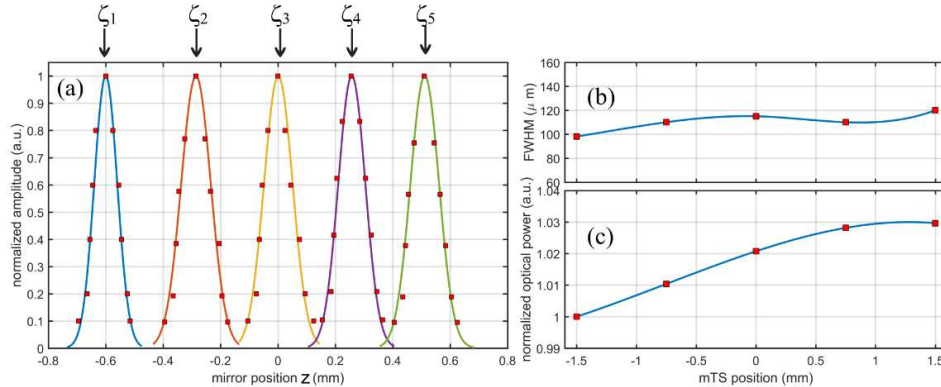 ζ1 ζ2 ζ3 ζ4 ζ5
(a)
normalized amplitude (a.u.)
1
0.9
0.8
0.7
0.6
0.5
0.4
0.3
0.2
0.1
0
-0.8 -0.6 -0.4 -0.2 0 0.2 0.4 0.6 0.8
mirror position z (mm)
(b)
FWHM (μ m)
160
140
120
100
80
60
(c)
normalized optical power (a.u.)
1.04
1.03
1.02
1.01
1
0.99
-1.5 -1 -0.5 0 0.5 1 1.5
mTS position (mm)